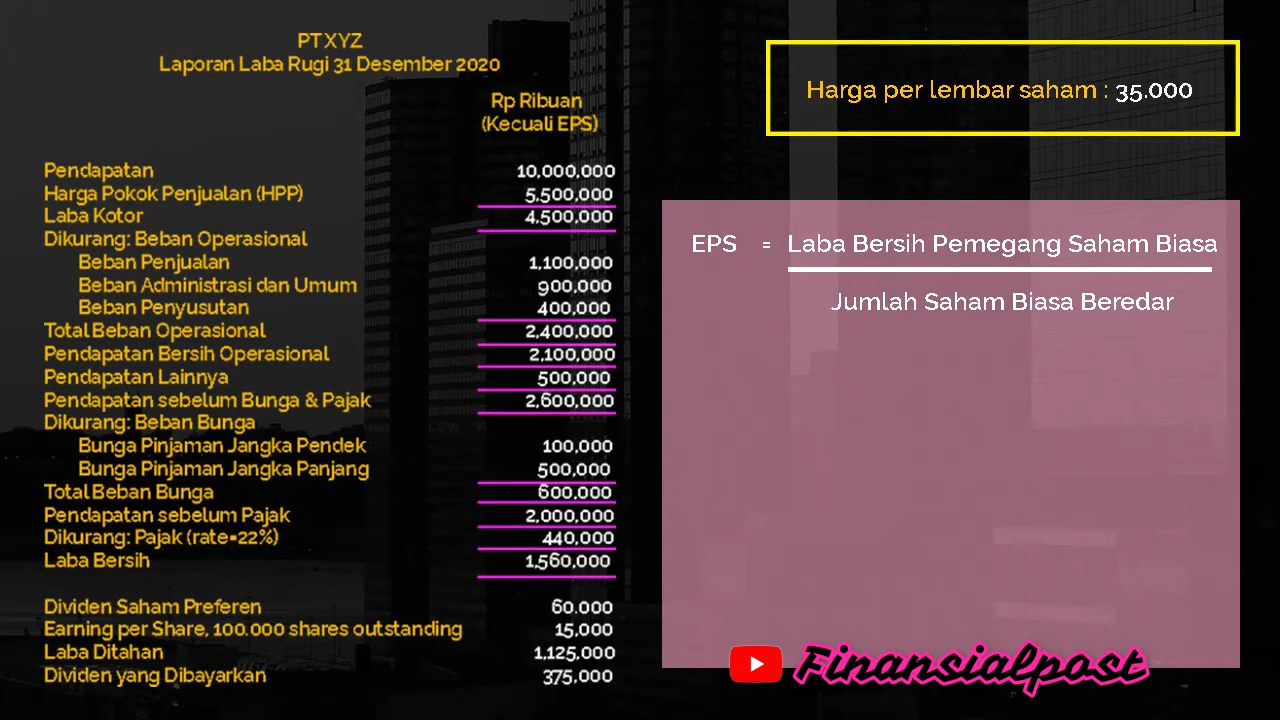 PT XYZ
Laporan Laba Rugi 31 Desember 2020
Rp Ribuan
(Kecuali EPS)
Pendapatan 10,000,000
Harga Pokok Penjualan (HPP) 5,500,000
Laba Kotor 4,500,000
Dikurang: Beban Operasional
Beban Penjualan 1,100,000
Beban Administrasi dan Umum 900,000
Beban Penyusutan 400,000
Total Beban Operasional 2,400,000
Pendapatan Bersih Operasional 2,100,000
Pendapatan Lainnya 500,000
Pendapatan sebelum Bunga & Pajak 2,600,000
Dikurang: Beban Bunga
Bunga Pinjaman Jangka Pendek 100,000
Bunga Pinjaman Jangka Panjang 500,000
Total Beban Bunga 600,000
Pendapatan sebelum Pajak 2,000,000
Dikurang: Pajak (rate=22%) 440,000
Laba Bersih 1,560,000
Dividen Saham Preferen 60.000
Earning per Share, 100.000 shares outstanding 15,000
Laba Ditahan 1,125,000
Dividen yang Dibayarkan 375,000
Harga per lembar saham : 35.000
EPS = Laba Bersih Pemegang Saham Biasa
Jumlah Saham Biasa Beredar
Finansialpost